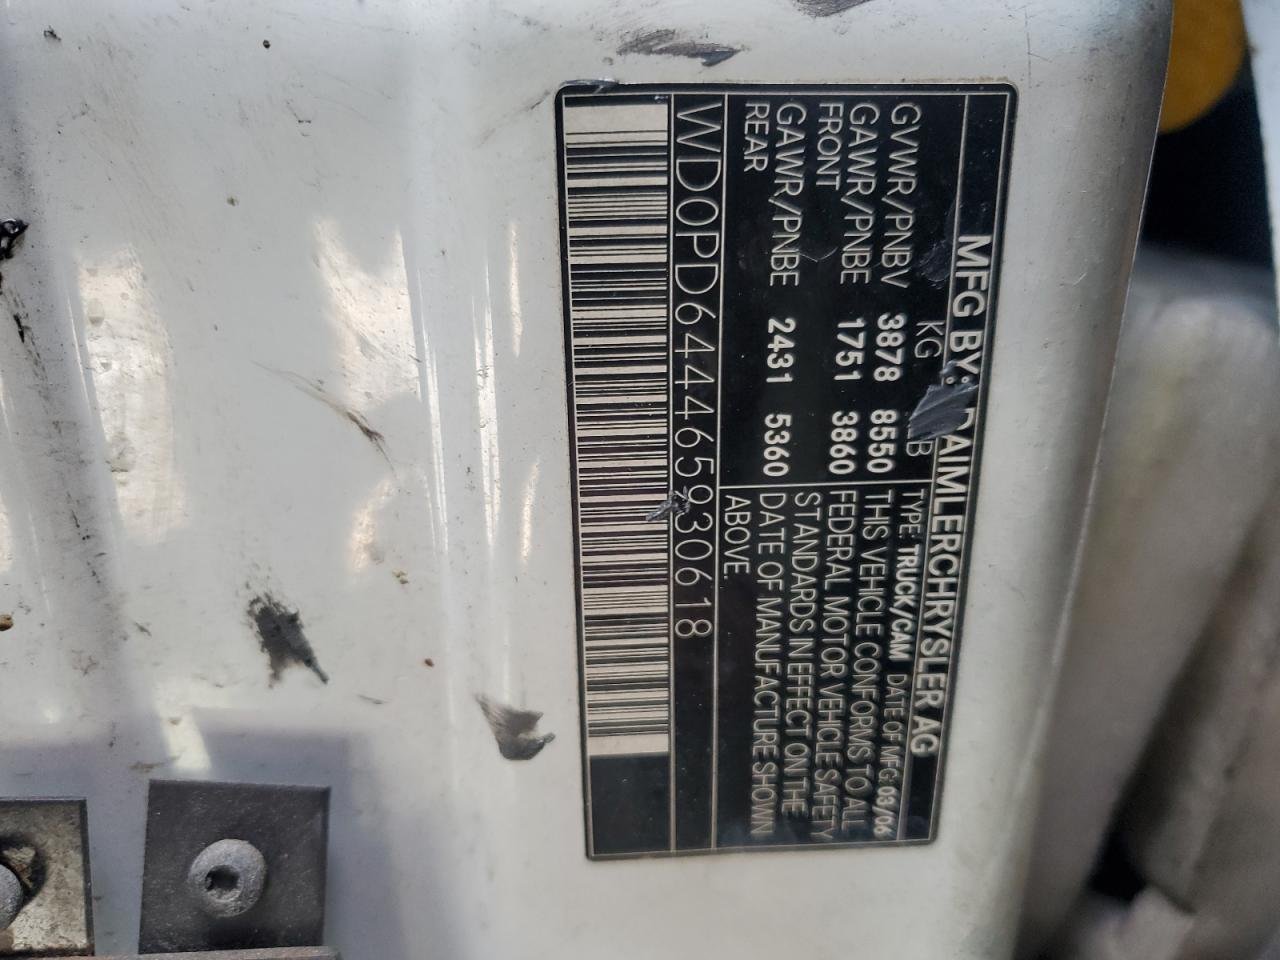 MFG BY: DAIMLERCHRYSLER AG
KG LB
GVWR/PNBV 3878 8550
GAWR/PNBE 1751 3860
FRONT
GAWR/PNBE 2431 5360
REAR
TYPE: TRUCK/CAM DATE OF MFG: 03/06
THIS VEHICLE CONFORMS TO ALL
FEDERAL MOTOR VEHICLE SAFETY
STANDARDS IN EFFECT ON THE
DATE OF MANUFACTURE SHOWN
ABOVE.
WD0PD644465930618